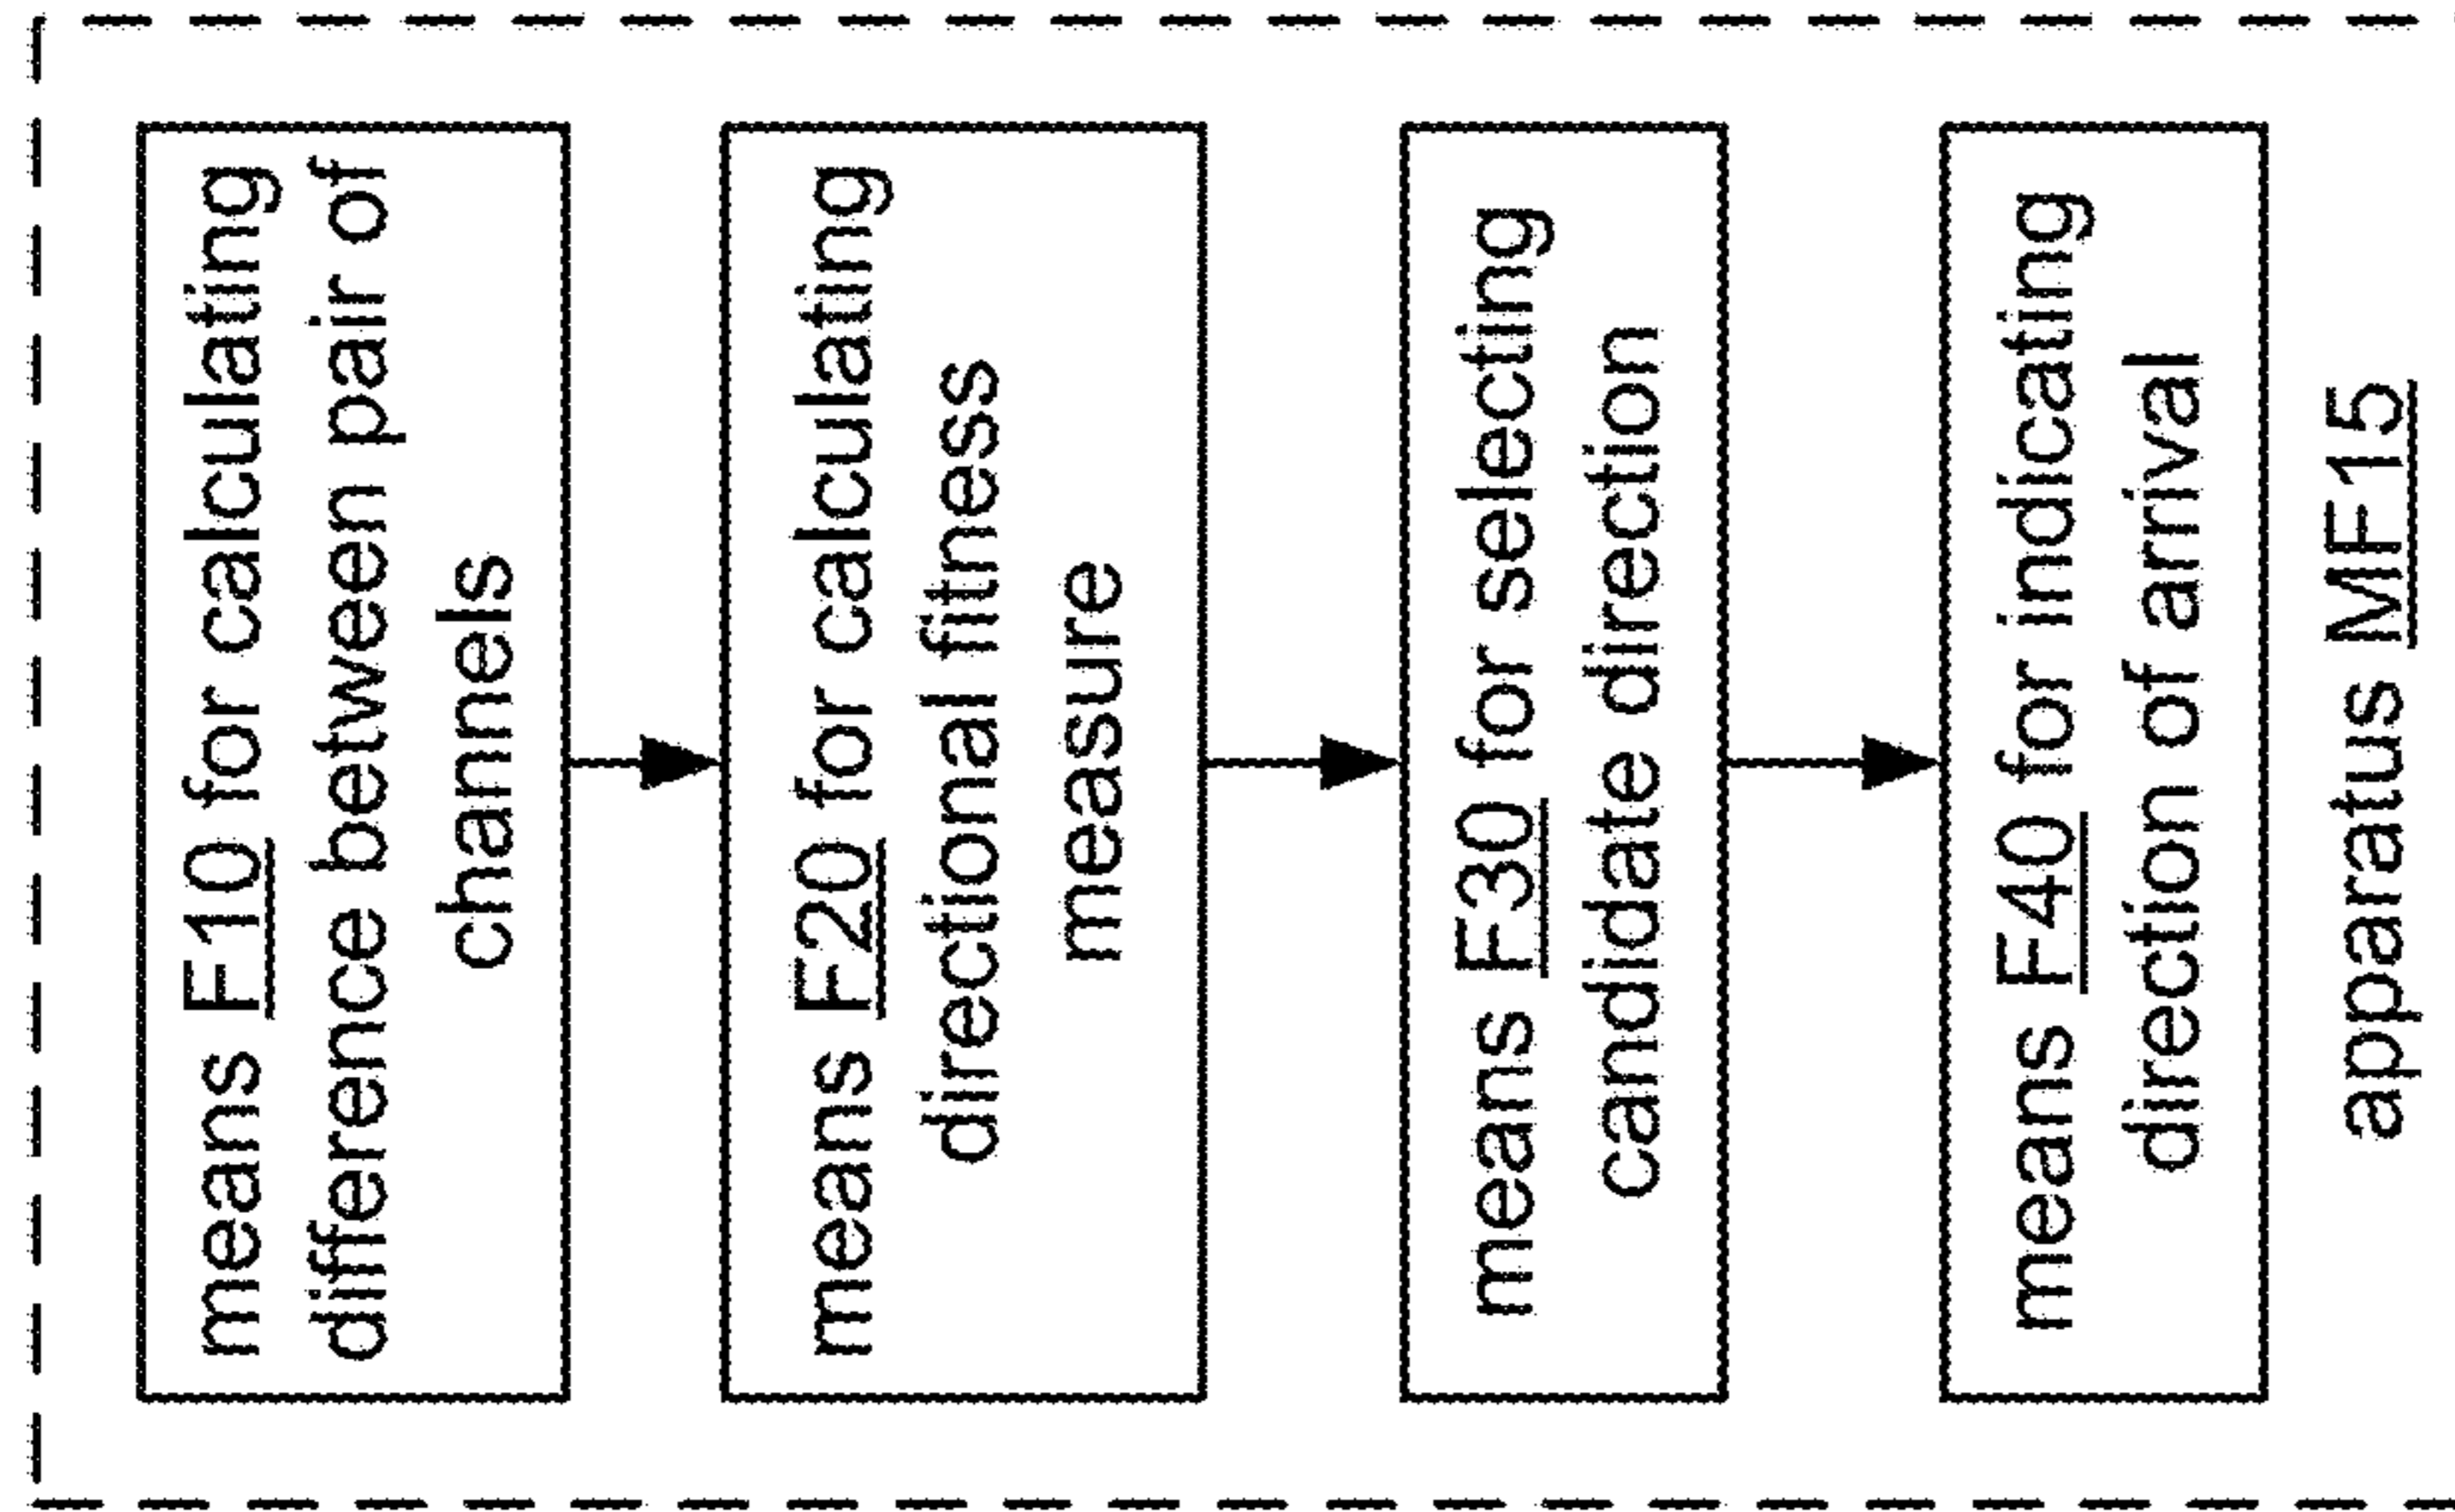 means F10 for calculating
difference between pair of
channels
means F20 for calculating
directional fitness
measure
means F30 for selecting
candidate direction
means F40 for indicating
direction of arrival
apparatus MF15